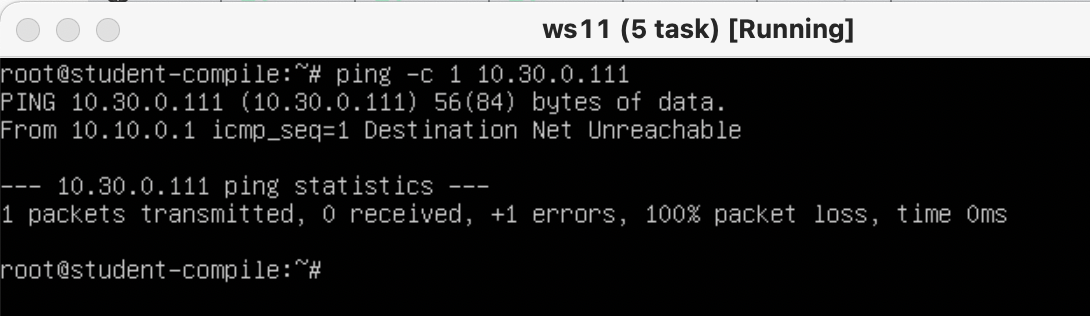 ws11 (5 task) [Running]
root@student-compile:~# ping -c 1 10.30.0.111
PING 10.30.0.111 (10.30.0.111) 56(84) bytes of data.
From 10.10.0.1 icmp_seq=1 Destination Net Unreachable
--- 10.30.0.111 ping statistics ---
1 packets transmitted, 0 received, +1 errors, 100% packet loss, time 0ms
root@student-compile:~#